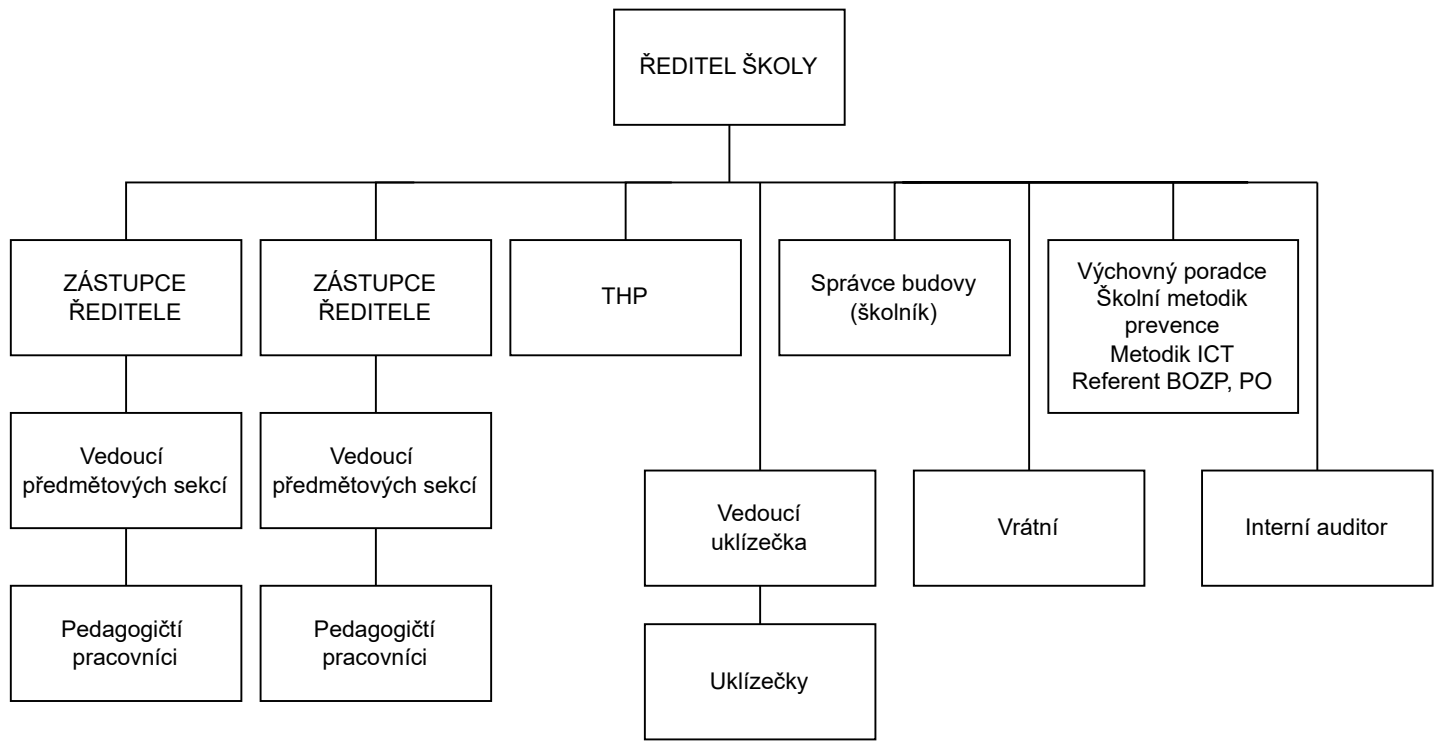 ŘEDITEL ŠKOLY
ZÁSTUPCE
ŘEDITELE
ZÁSTUPCE
ŘEDITELE
THP
Správce budovy
(školník)
Výchovný poradce
Školní metodik
prevence
Metodik ICT
Referent BOZP, PO
Vedoucí
předmětových sekcí
Vedoucí
předmětových sekcí
Vedoucí
uklízečka
Vrátní
Interní auditor
Pedagogičtí
pracovníci
Pedagogičtí
pracovníci
Uklízečky